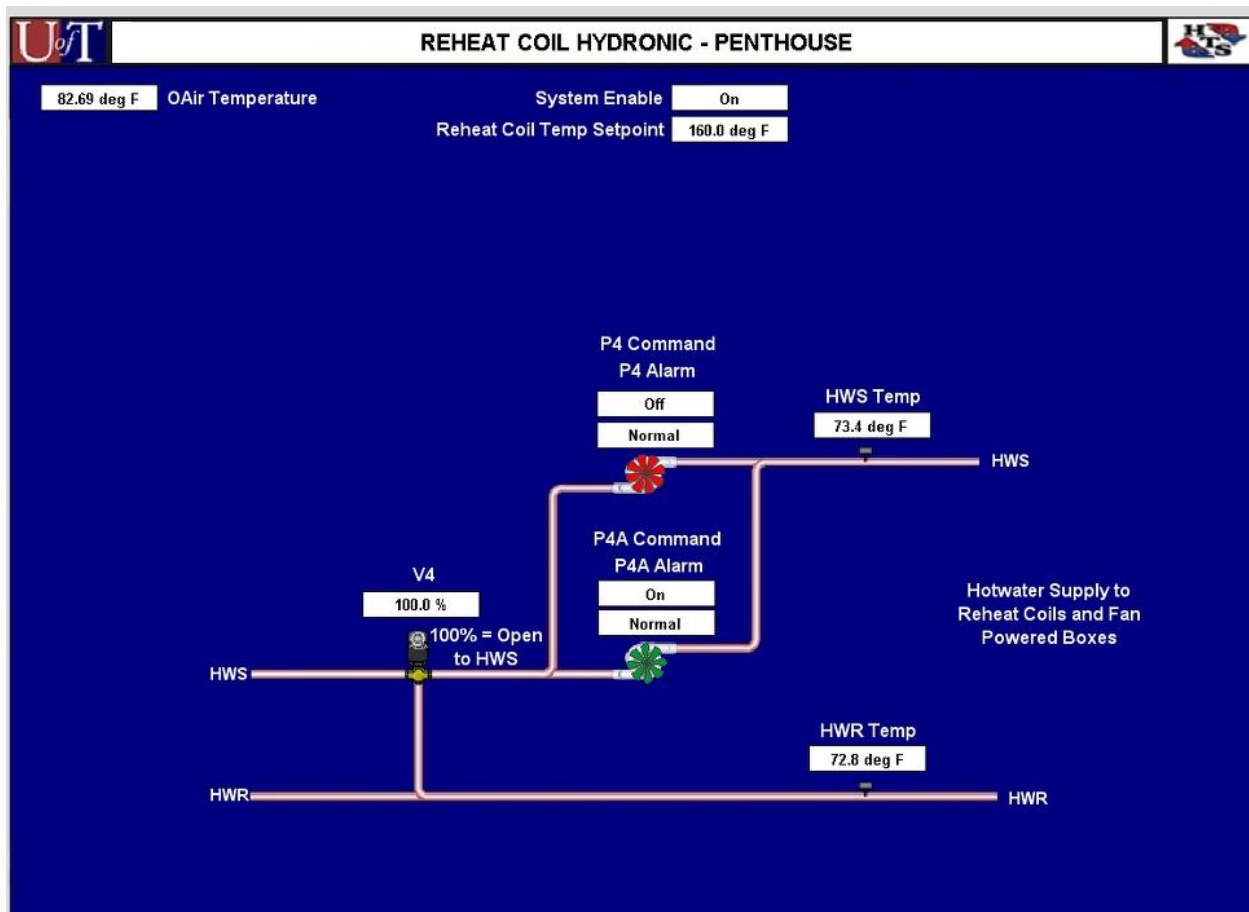 UofT
REHEAT COIL HYDRONIC - PENTHOUSE
HTS
82.69 deg F OAir Temperature
System Enable On
Reheat Coil Temp Setpoint 160.0 deg F
P4 Command
P4 Alarm
Off
Normal
HWS Temp
73.4 deg F
HWS
P4A Command
P4A Alarm
On
Normal
V4
100.0 %
100% = Open
to HWS
HWS
Hotwater Supply to
Reheat Coils and Fan
Powered Boxes
HWR Temp
72.8 deg F
HWR
HWR